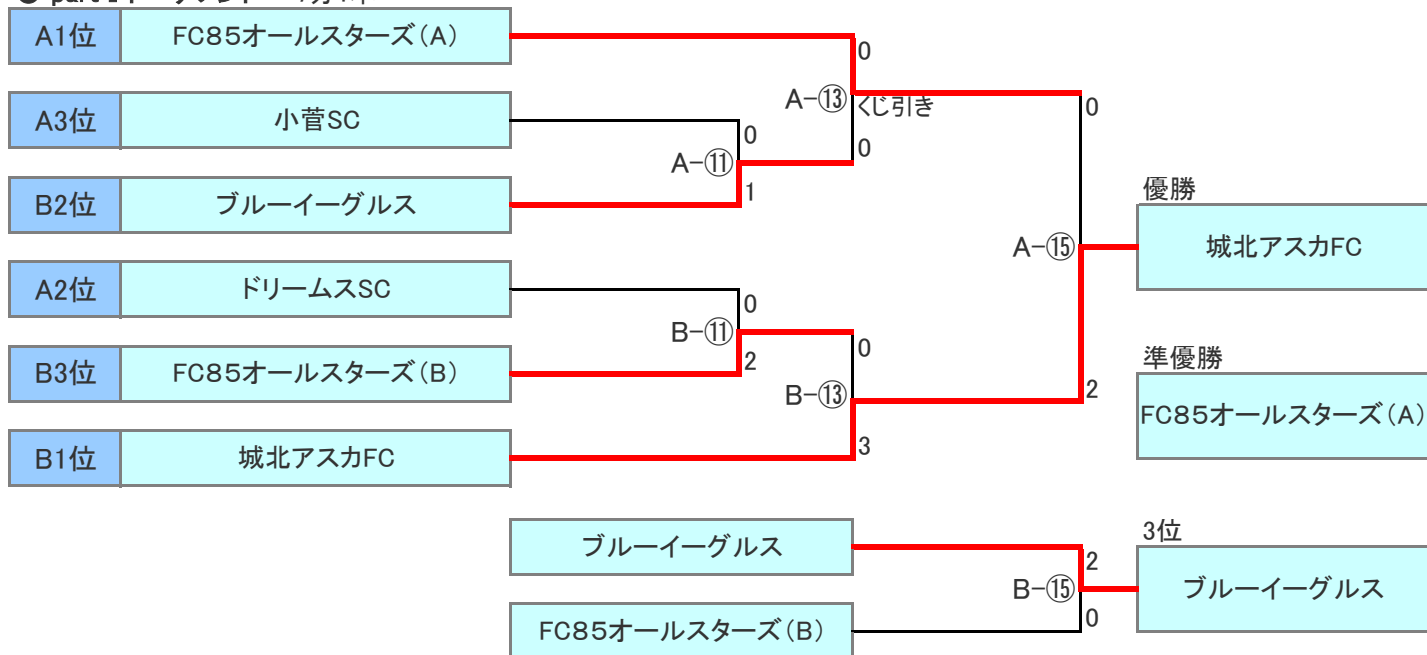 A1位 FC85オールスターズ(A)
0
A-⑬ くじ引き
A3位 小菅SC
0
0
0
A-⑪
B2位 ブルーイーグルス
1
優勝
A-⑮ 城北アスカFC
A2位 ドリームスSC
0
B-⑪
0
準優勝
B3位 FC85オールスターズ(B)
2
B-⑬
2
FC85オールスターズ(A)
B1位 城北アスカFC
3
3位
ブルーイーグルス
2
B-⑮ ブルーイーグルス
0
FC85オールスターズ(B)